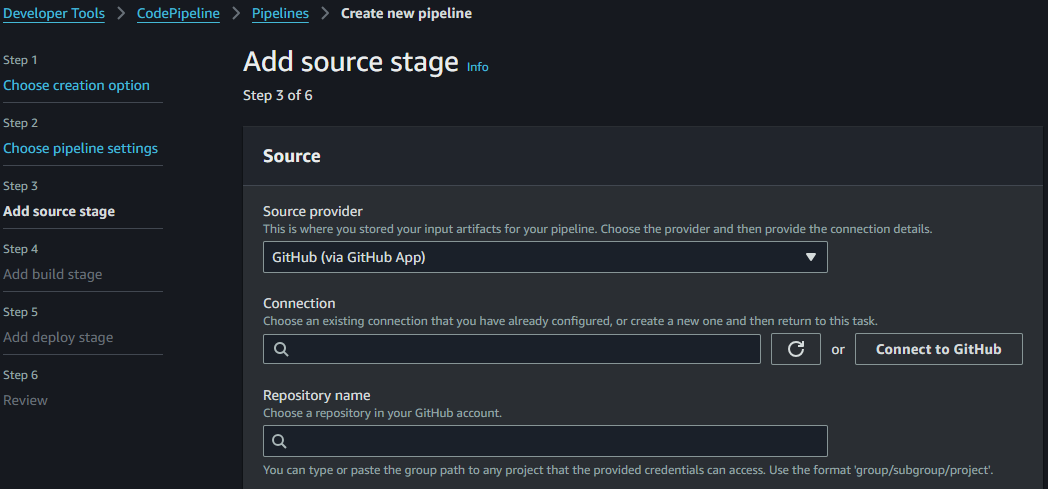 Developer Tools > CodePipeline > Pipelines > Create new pipeline
Step 1
Choose creation option
Step 2
Choose pipeline settings
Step 3
Add source stage
Step 4
Add build stage
Step 5
Add deploy stage
Step 6
Review
Add source stage Info
Step 3 of 6
Source
Source provider
This is where you stored your input artifacts for your pipeline. Choose the provider and then provide the connection details.
GitHub (via GitHub App)
Connection
Choose an existing connection that you have already configured, or create a new one and then return to this task.
or Connect to GitHub
Repository name
Choose a repository in your GitHub account.
You can type or paste the group path to any project that the provided credentials can access. Use the format 'group/subgroup/project'.